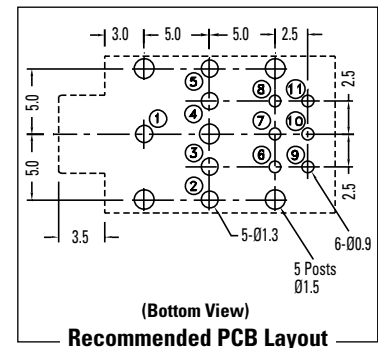 3.0 5.0 5.0 2.5
5.0
5.0
2.5
2.5
5 8 11
4
1 7 10
3
6 9
2
3.5
5-Ø1.3
6-Ø0.9
5 Posts
Ø1.5
(Bottom View)
Recommended PCB Layout